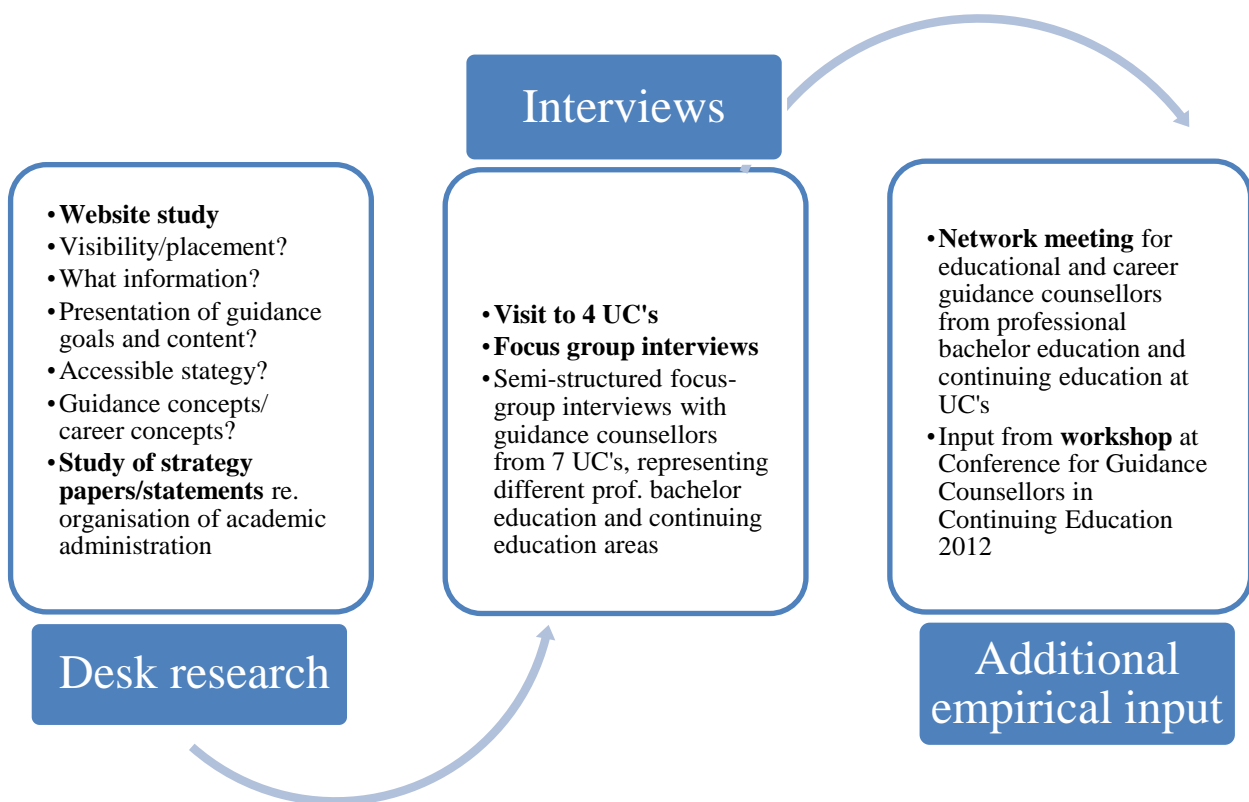 Desk research
•Website study
•Visibility/placement?
•What information?
•Presentation of guidance
goals and content?
•Accessible stategy?
•Guidance concepts/
career concepts?
•Study of strategy
papers/statements re.
organisation of academic
administration
Interviews
•Visit to 4 UC's
•Focus group interviews
•Semi-structured focus-
group interviews with
guidance counsellors
from 7 UC's, representing
different prof. bachelor
education and continuing
education areas
Additional
empirical input
•Network meeting for
educational and career
guidance counsellors
from professional
bachelor education and
continuing education at
UC's
•Input from workshop at
Conference for Guidance
Counsellors in
Continuing Education
2012